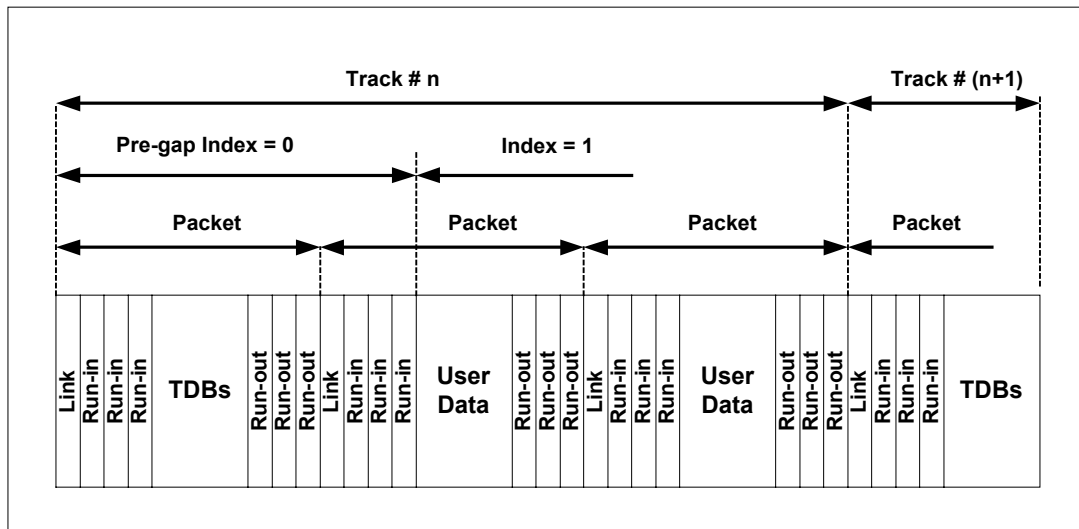 Track # n
Track # (n+1)
Pre-gap Index = 0
Index = 1
Packet
Packet
Packet
Packet
Link
Run-in
Run-in
Run-in
TDBs
Run-out
Run-out
Run-out
Link
Run-in
Run-in
Run-in
User
Data
Run-out
Run-out
Run-out
Link
Run-in
Run-in
Run-in
User
Data
Run-out
Run-out
Run-out
Link
Run-in
Run-in
Run-in
TDBs